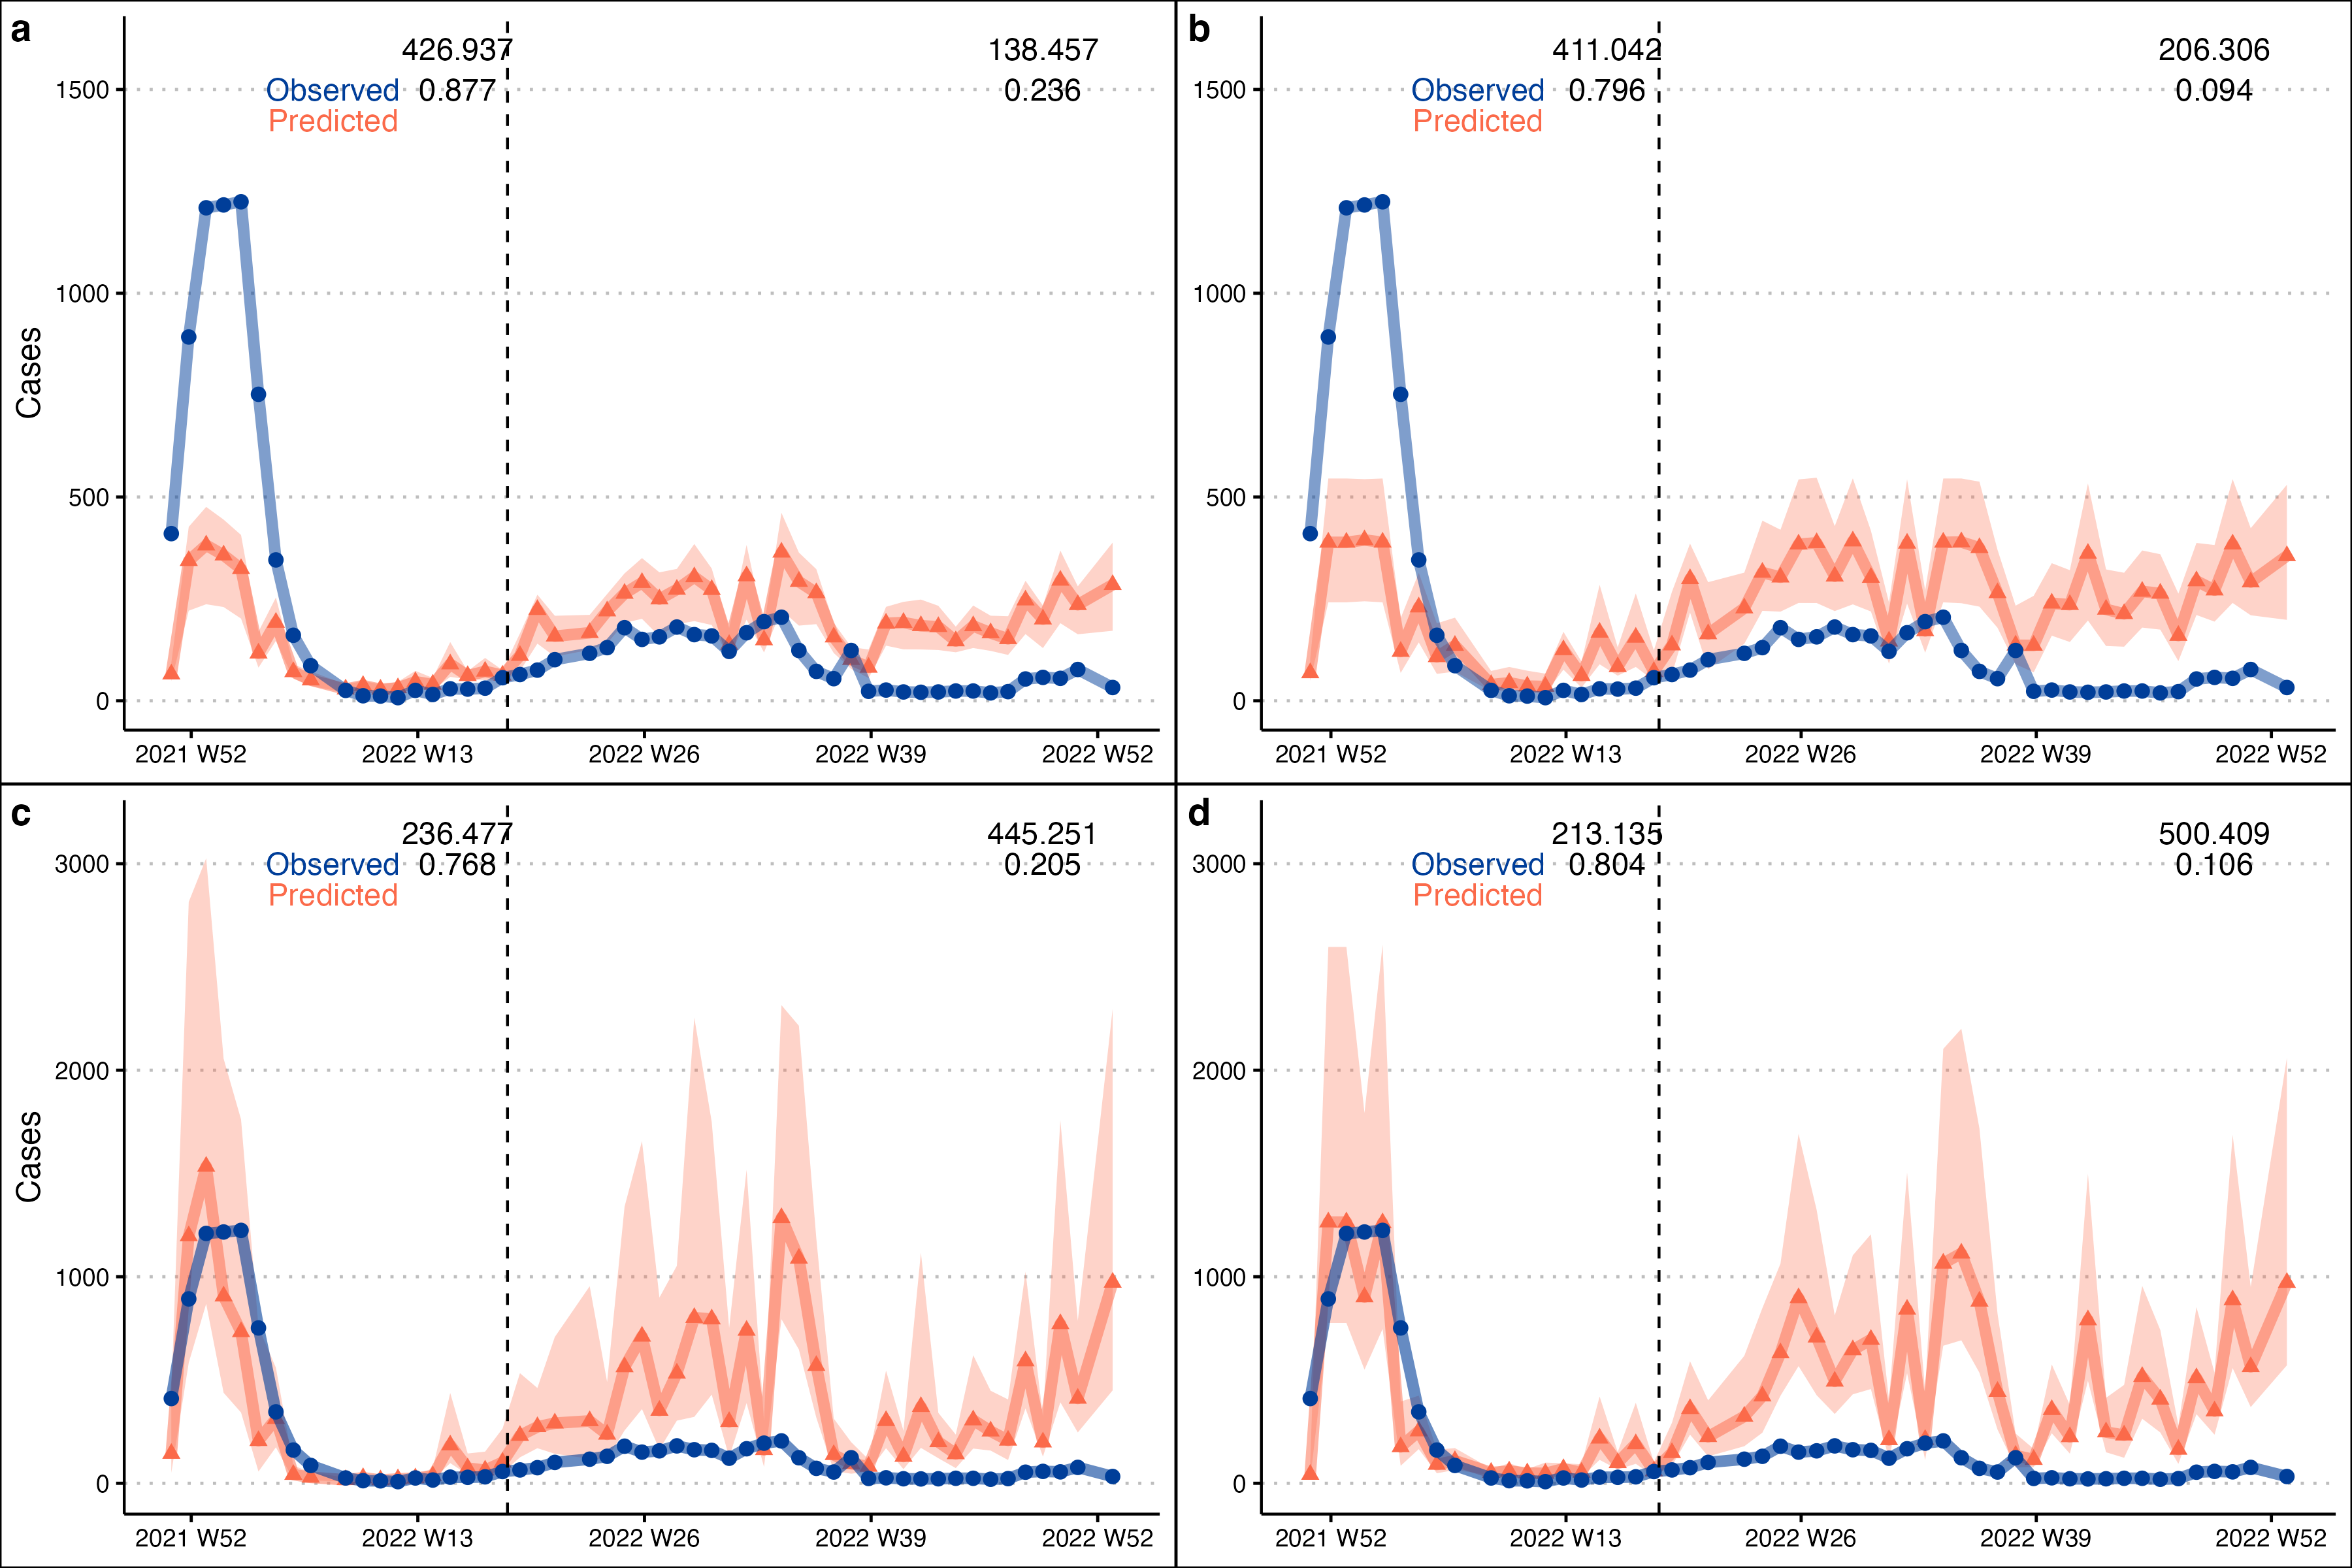 a
426.937 138.457
1500 Observed 0.877 0.236
Predicted
1000
500
0
Cases
2021 W52 2022 W13 2022 W26 2022 W39 2022 W52
b
411.042 206.306
1500 Observed 0.796 0.094
Predicted
1000
500
0
2021 W52 2022 W13 2022 W26 2022 W39 2022 W52
c
236.477 445.251
3000 Observed 0.768 0.205
Predicted
2000
1000
0
Cases
2021 W52 2022 W13 2022 W26 2022 W39 2022 W52
d
213.135 500.409
3000 Observed 0.804 0.106
Predicted
2000
1000
0
2021 W52 2022 W13 2022 W26 2022 W39 2022 W52